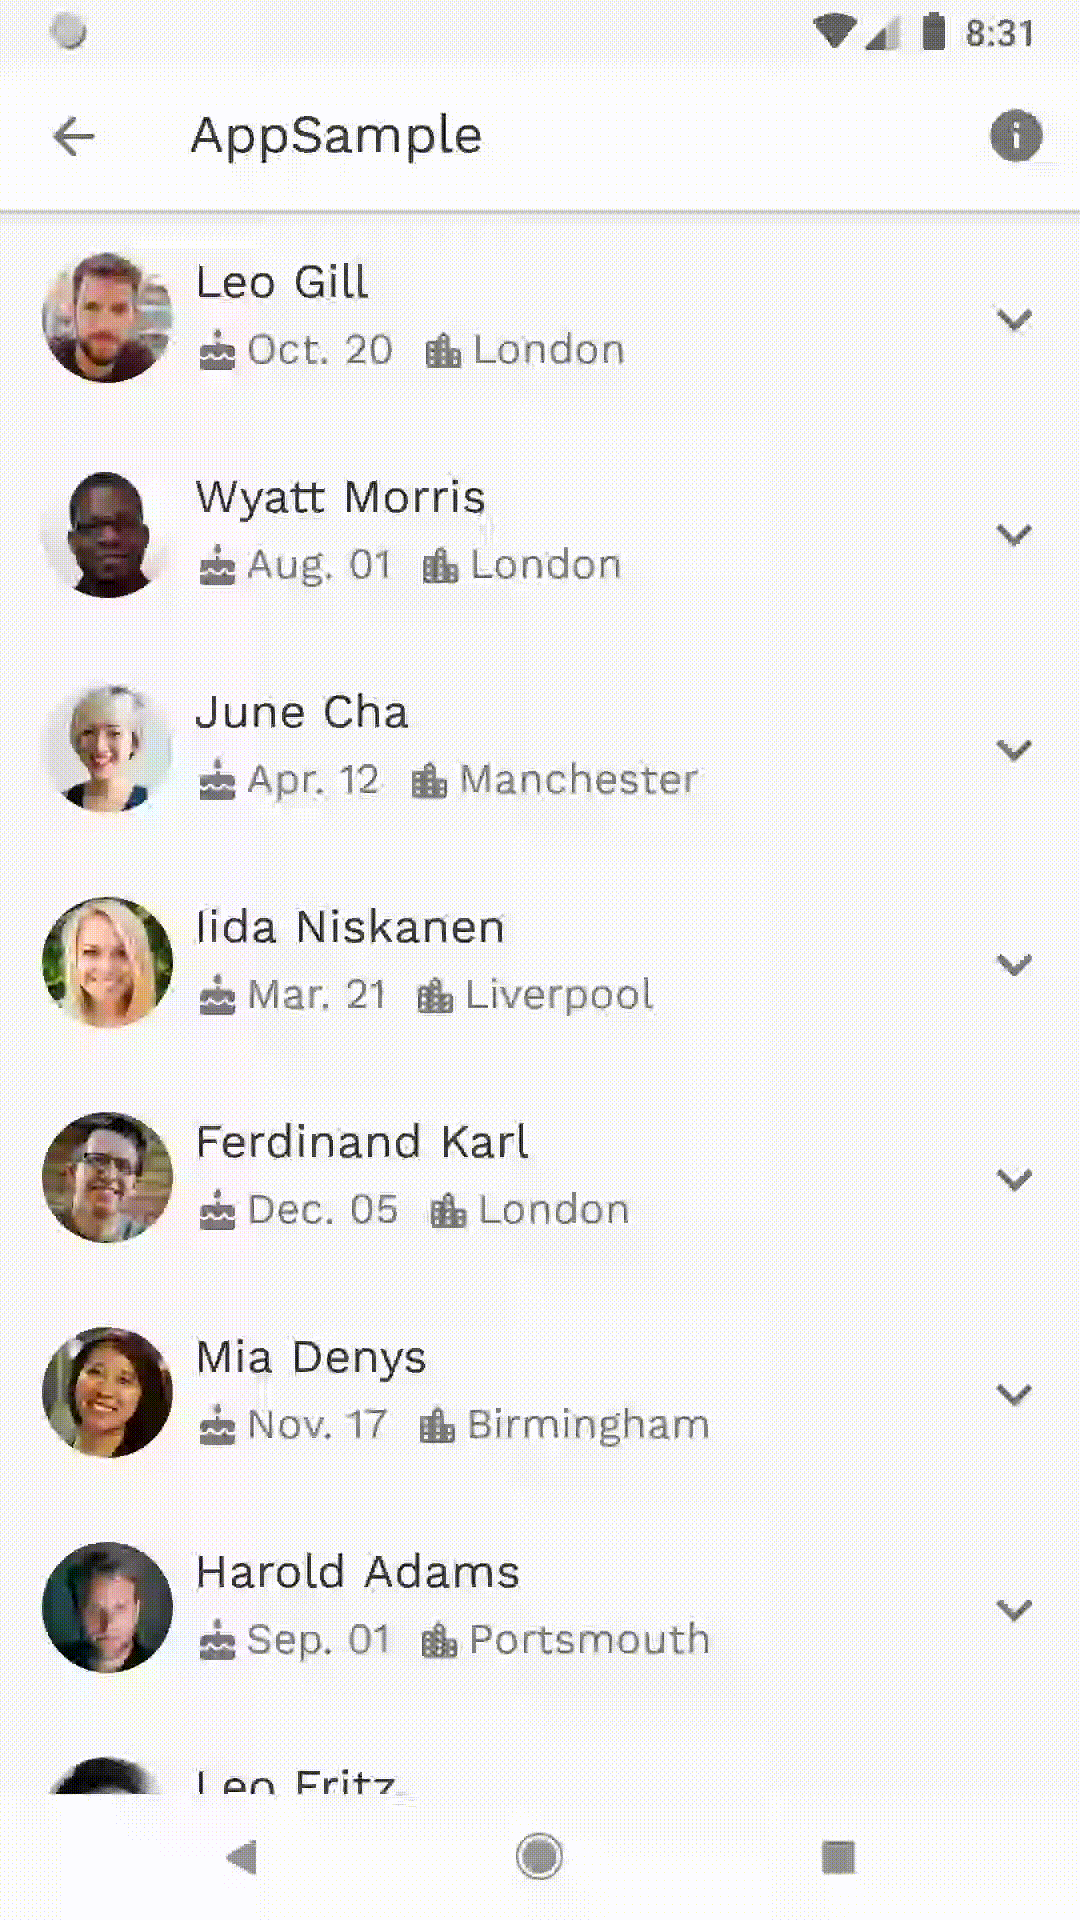 8:31
AppSample
Leo Gill
Oct. 20 London
Wyatt Morris
Aug. 01 London
June Cha
Apr. 12 Manchester
Iida Niskanen
Mar. 21 Liverpool
Ferdinand Karl
Dec. 05 London
Mia Denys
Nov. 17 Birmingham
Harold Adams
Sep. 01 Portsmouth
Leo Fritz